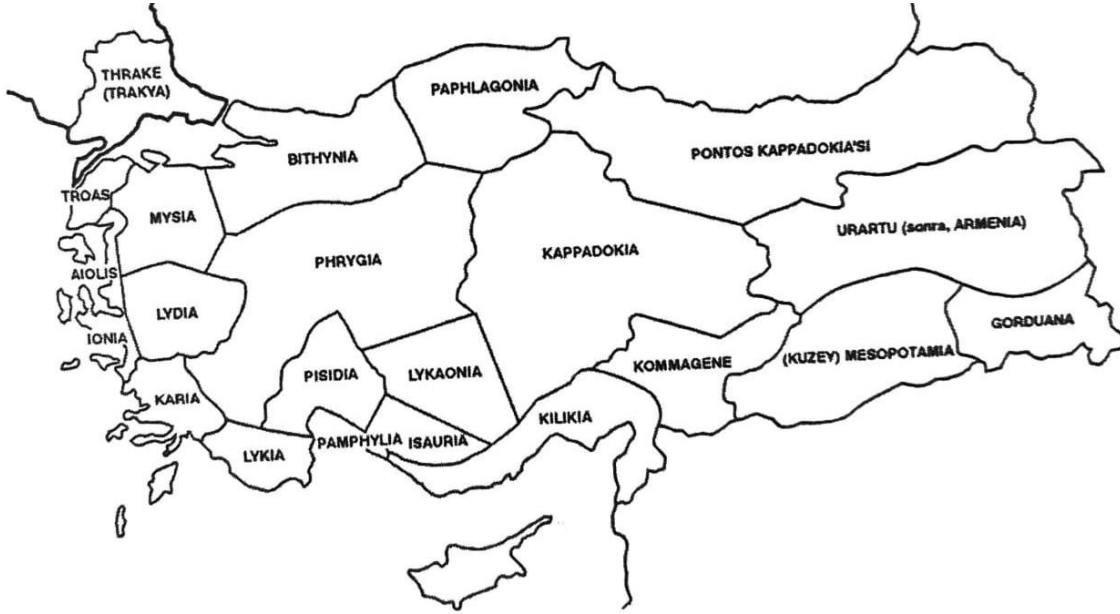 THRAKE
(TRAKYA)
PAPHLAGONIA
BITHYNIA
PONTOS KAPPADOKIA'SI
TROAS
MYSIA
URARTU (sonra, ARMENIA)
PHRYGIA
KAPPADOKIA
AIOLIS
LYDIA
GORDUANA
IONIA
(KUZEY) MESOPOTAMIA
KOMMAGENE
PISIDIA
LYKAONIA
KARIA
KILIKIA
PAMPHYLIA
ISAURIA
LYKIA